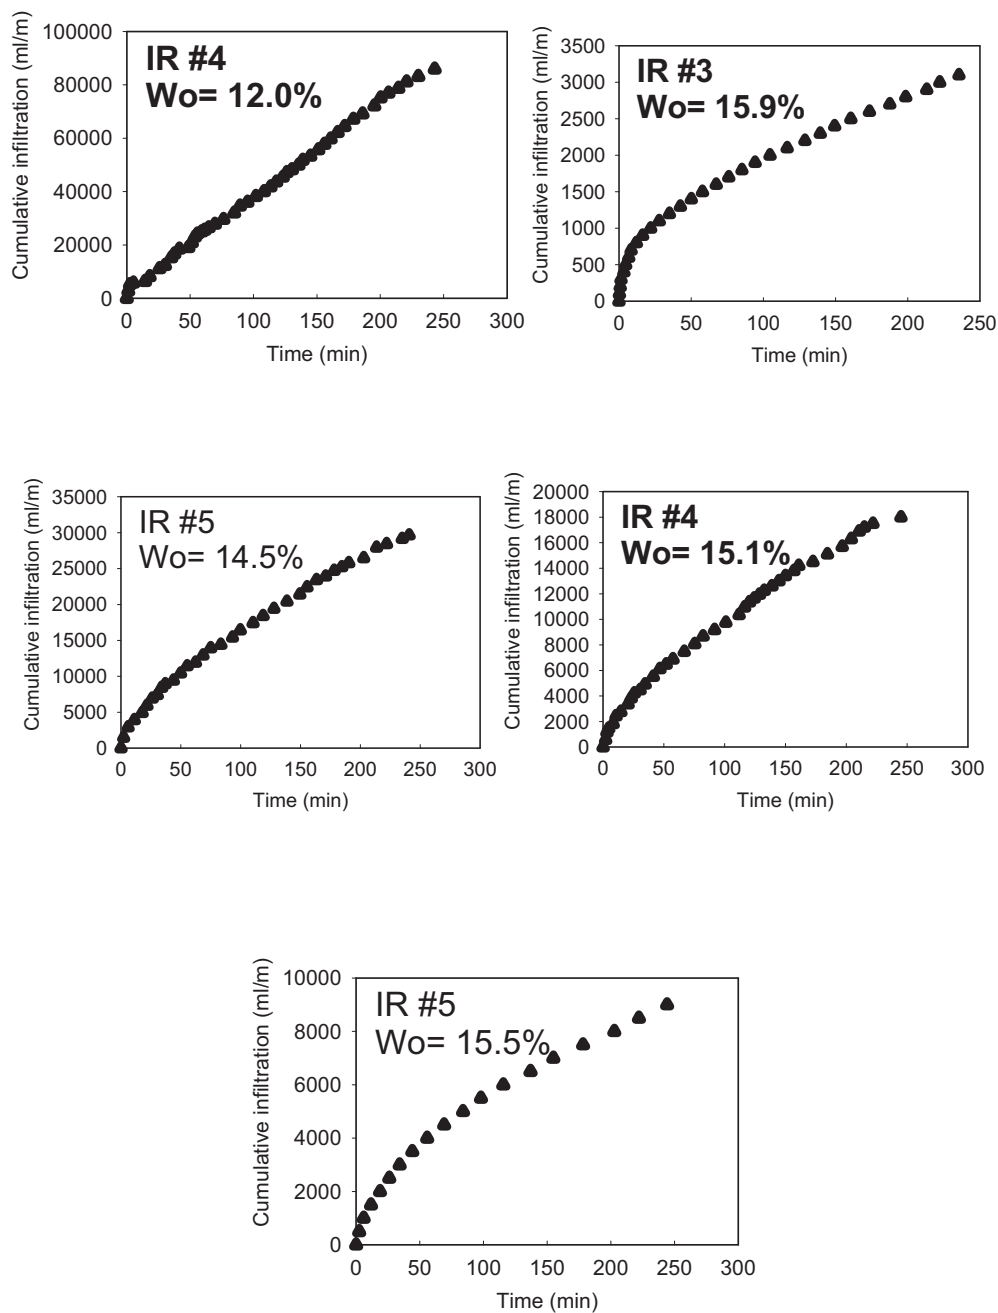 Cumulative infiltration (ml/m)
100000
80000
60000
40000
20000
0
IR #4
Wo= 12.0%
0 50 100 150 200 250 300
Time (min)
Cumulative infiltration (ml/m)
3500
3000
2500
2000
1500
1000
500
0
IR #3
Wo= 15.9%
0 50 100 150 200 250
Time (min)
Cumulative infiltration (ml/m)
35000
30000
25000
20000
15000
10000
5000
0
IR #5
Wo= 14.5%
0 50 100 150 200 250 300
Time (min)
Cumulative infiltration (ml/m)
20000
18000
16000
14000
12000
10000
8000
6000
4000
2000
0
IR #4
Wo= 15.1%
0 50 100 150 200 250 300
Time (min)
Cumulative infiltration (ml/m)
10000
8000
6000
4000
2000
0
IR #5
Wo= 15.5%
0 50 100 150 200 250 300
Time (min)